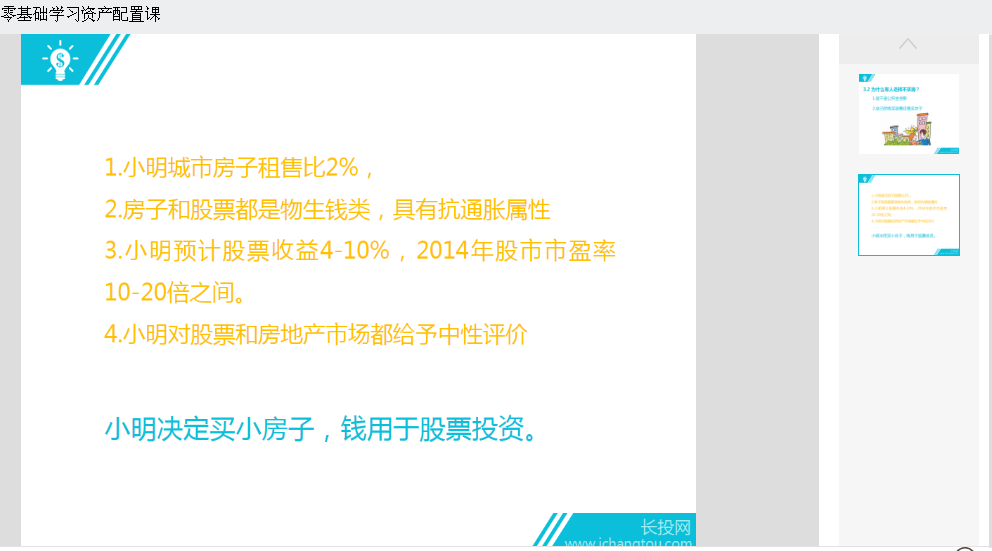 零基础学习资产配置课
1.小明城市房子租售比2%，
2.房子和股票都是物生钱类，具有抗通胀属性
3.小明预计股票收益4-10%，2014年股市市盈率
10-20倍之间。
4.小明对股票和房地产市场都给予中性评价
小明决定买小房子，钱用于股票投资。
长投网
www.ichangtou.com